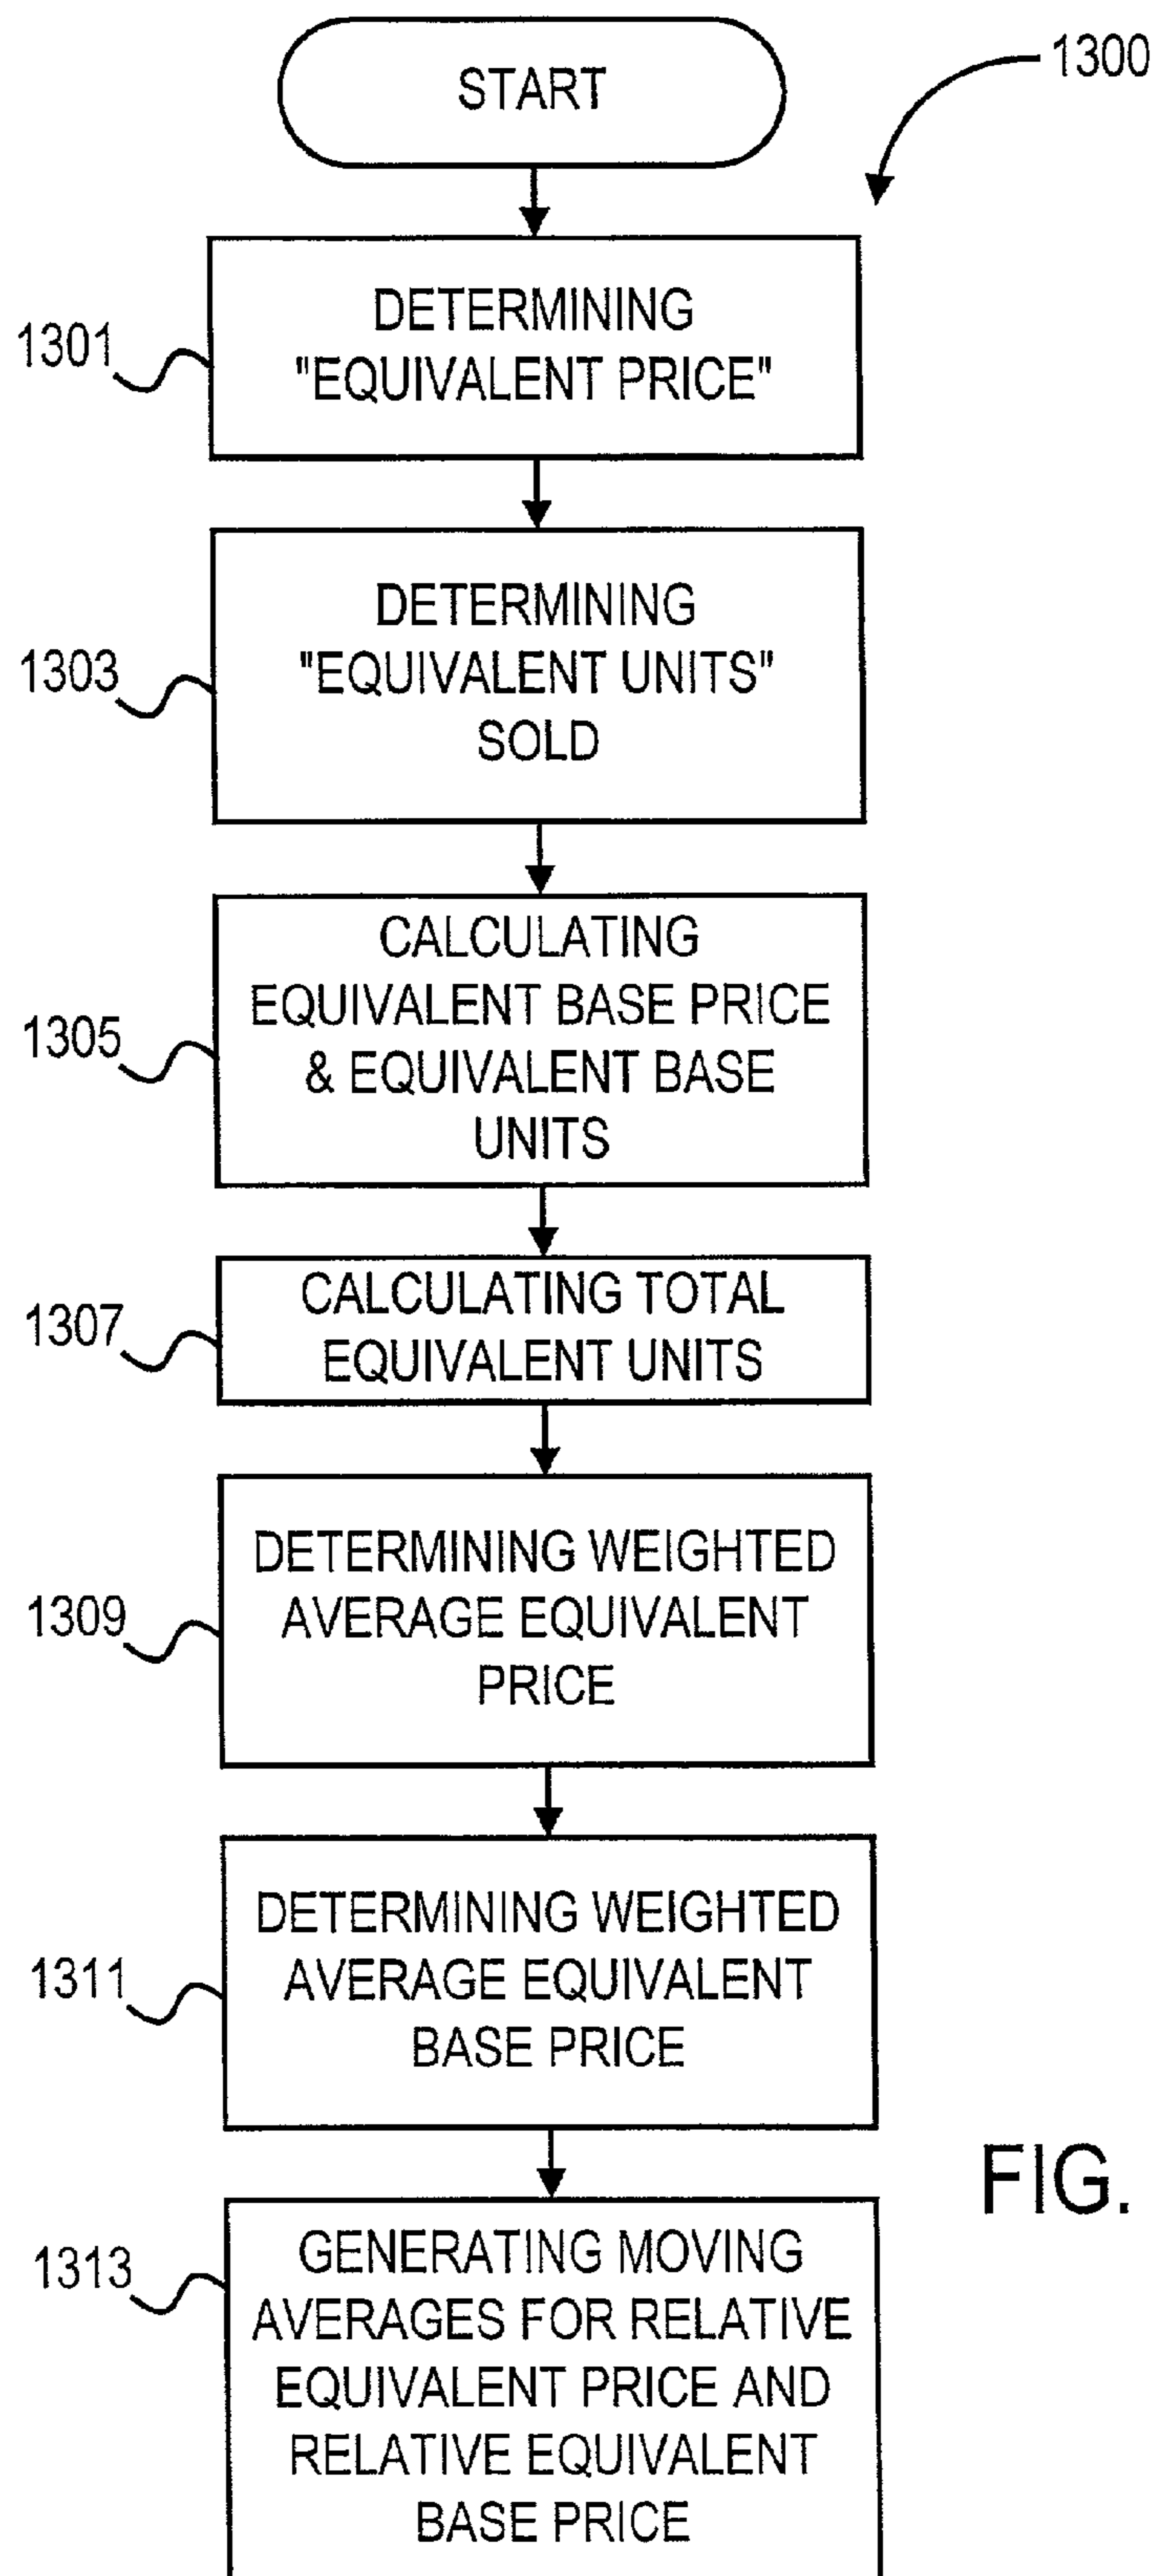 START
1300
DETERMINING
"EQUIVALENT PRICE"
1301
DETERMINING
"EQUIVALENT UNITS"
SOLD
1303
CALCULATING
EQUIVALENT BASE PRICE
& EQUIVALENT BASE
UNITS
1305
CALCULATING TOTAL
EQUIVALENT UNITS
1307
DETERMINING WEIGHTED
AVERAGE EQUIVALENT
PRICE
1309
DETERMINING WEIGHTED
AVERAGE EQUIVALENT
BASE PRICE
1311
FIG.
GENERATING MOVING
AVERAGES FOR RELATIVE
EQUIVALENT PRICE AND
RELATIVE EQUIVALENT
BASE PRICE
1313